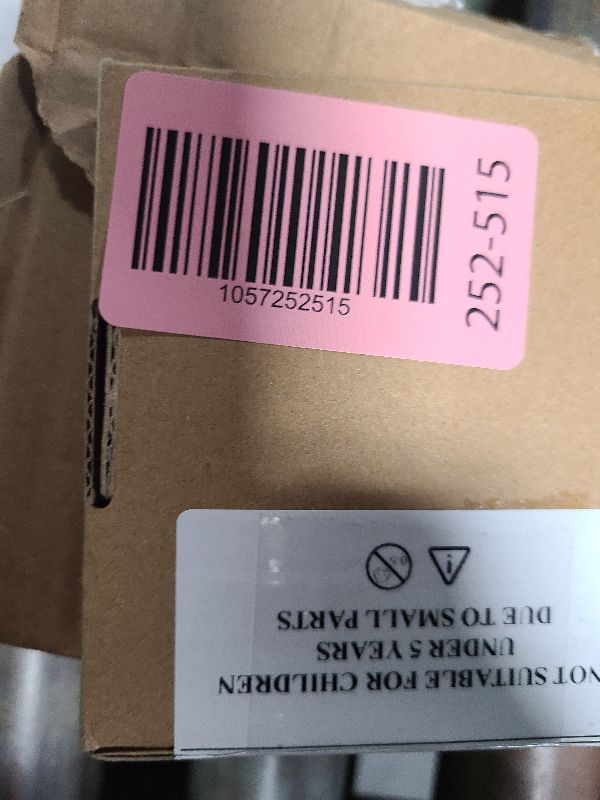 1057252515
252-515
NOT SUITABLE FOR CHILDREN
UNDER 5 YEARS
DUE TO SMALL PARTS